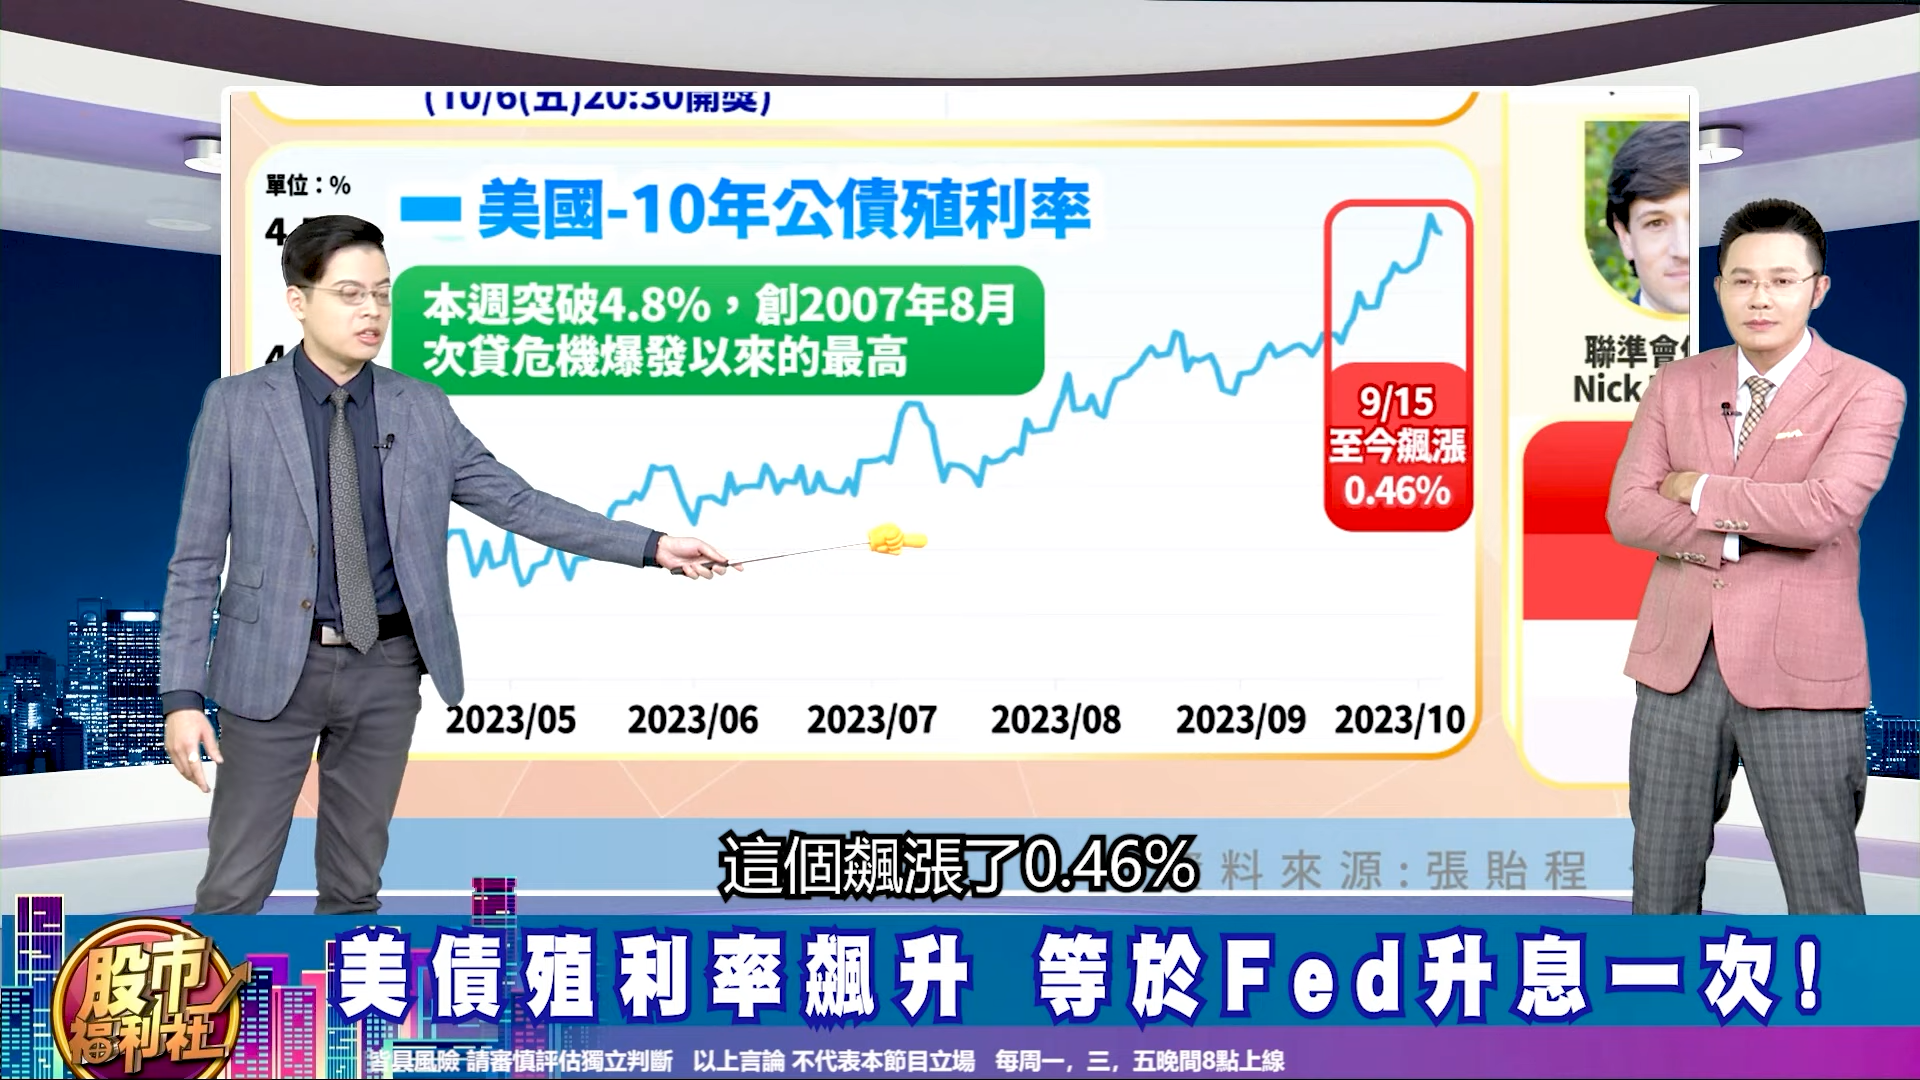 (10/6(五)20:30開獎)
單位：%
美國-10年公債殖利率
本週突破4.8%，創2007年8月
次貸危機爆發以來的最高
9/15
至今飆漲
0.46%
聯準會
Nick
2023/05 2023/06 2023/07 2023/08 2023/09 2023/10
這個飆漲了0.46%
資料來源:張貽程
美債殖利率飆升 等於Fed升息一次!
股市
福利社
皆具風險 請審慎評估獨立判斷 以上言論 不代表本節目立場 每周一，三，五晚間8點上線